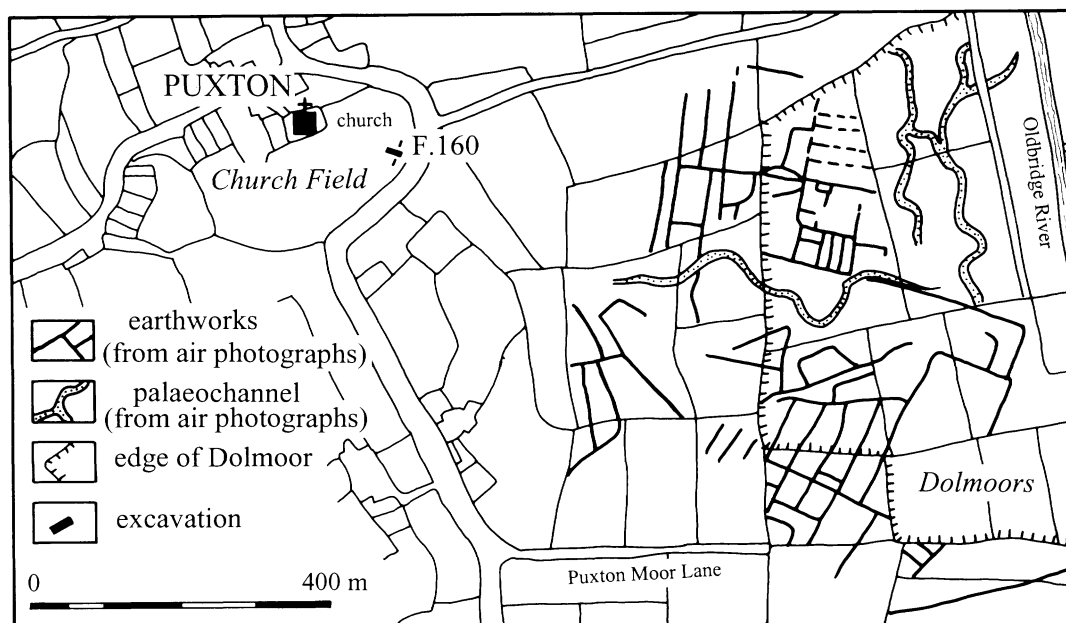 PUXTON
church
F.160
Church Field
Oldbridge River
earthworks
(from air photographs)
palaeochannel
(from air photographs)
edge of Dolmoor
excavation
Dolmoors
0 400 m
Puxton Moor Lane